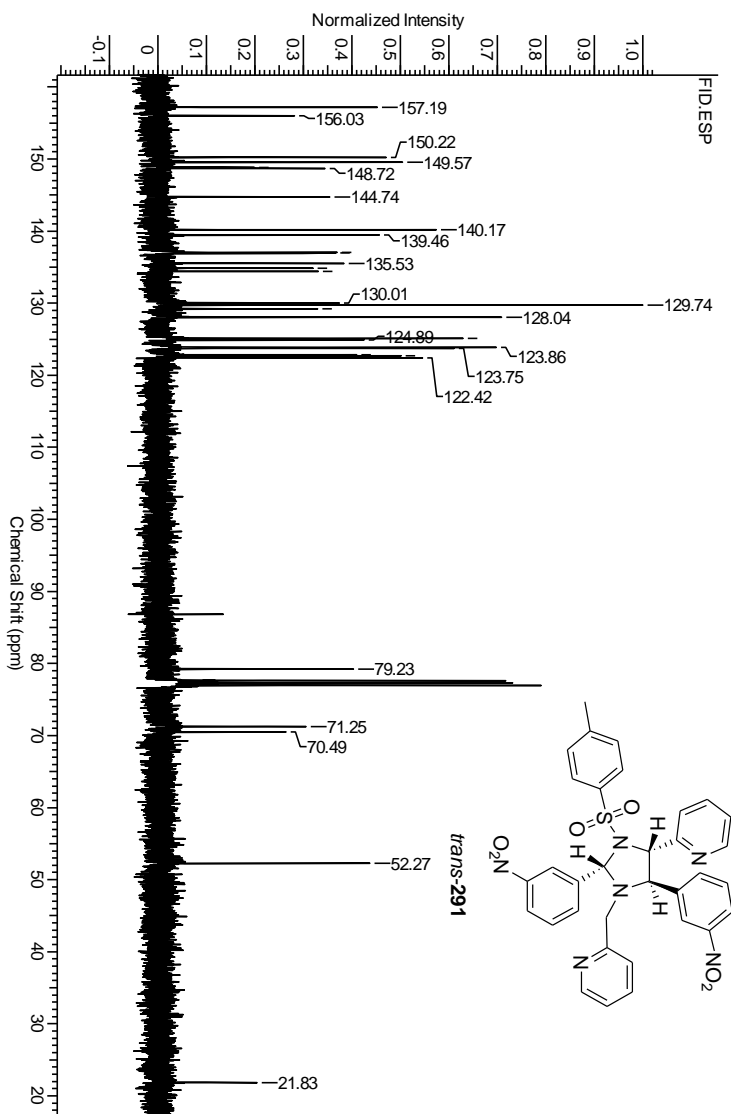 FID.ESP
Normalized Intensity
1.0
0.9
0.8
0.7
0.6
0.5
0.4
0.3
0.2
0.1
0
-0.1
157.19
156.03
150.22
149.57
148.72
144.74
140.17
139.46
135.53
130.01
129.74
128.04
124.89
123.86
123.75
122.42
79.23
71.25
70.49
52.27
21.83
150
140
130
120
110
100
90
80
70
60
50
40
30
20
Chemical Shift (ppm)
O
S
O
N
H
N
H
N
H
O₂N
N
NO₂
trans-291